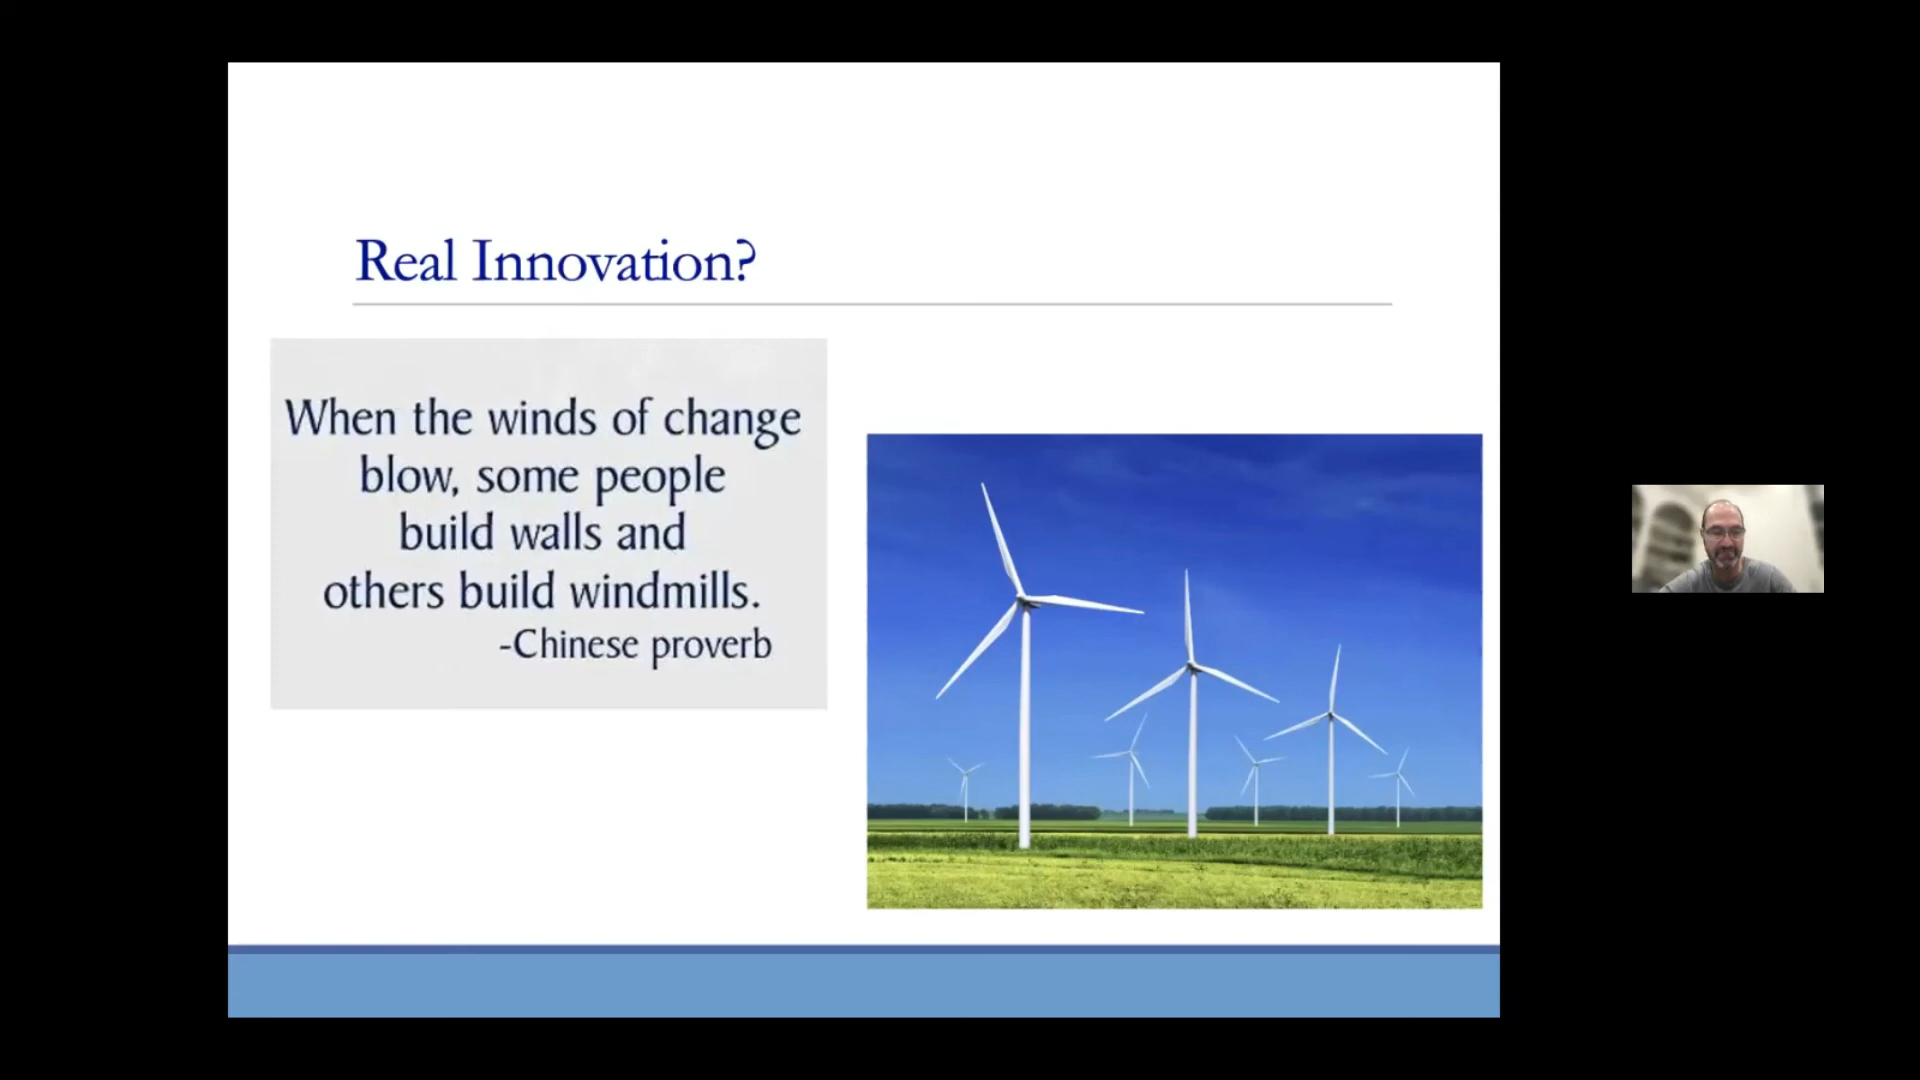 Real Innovation?
When the winds of change
blow, some people
build walls and
others build windmills.
-Chinese proverb